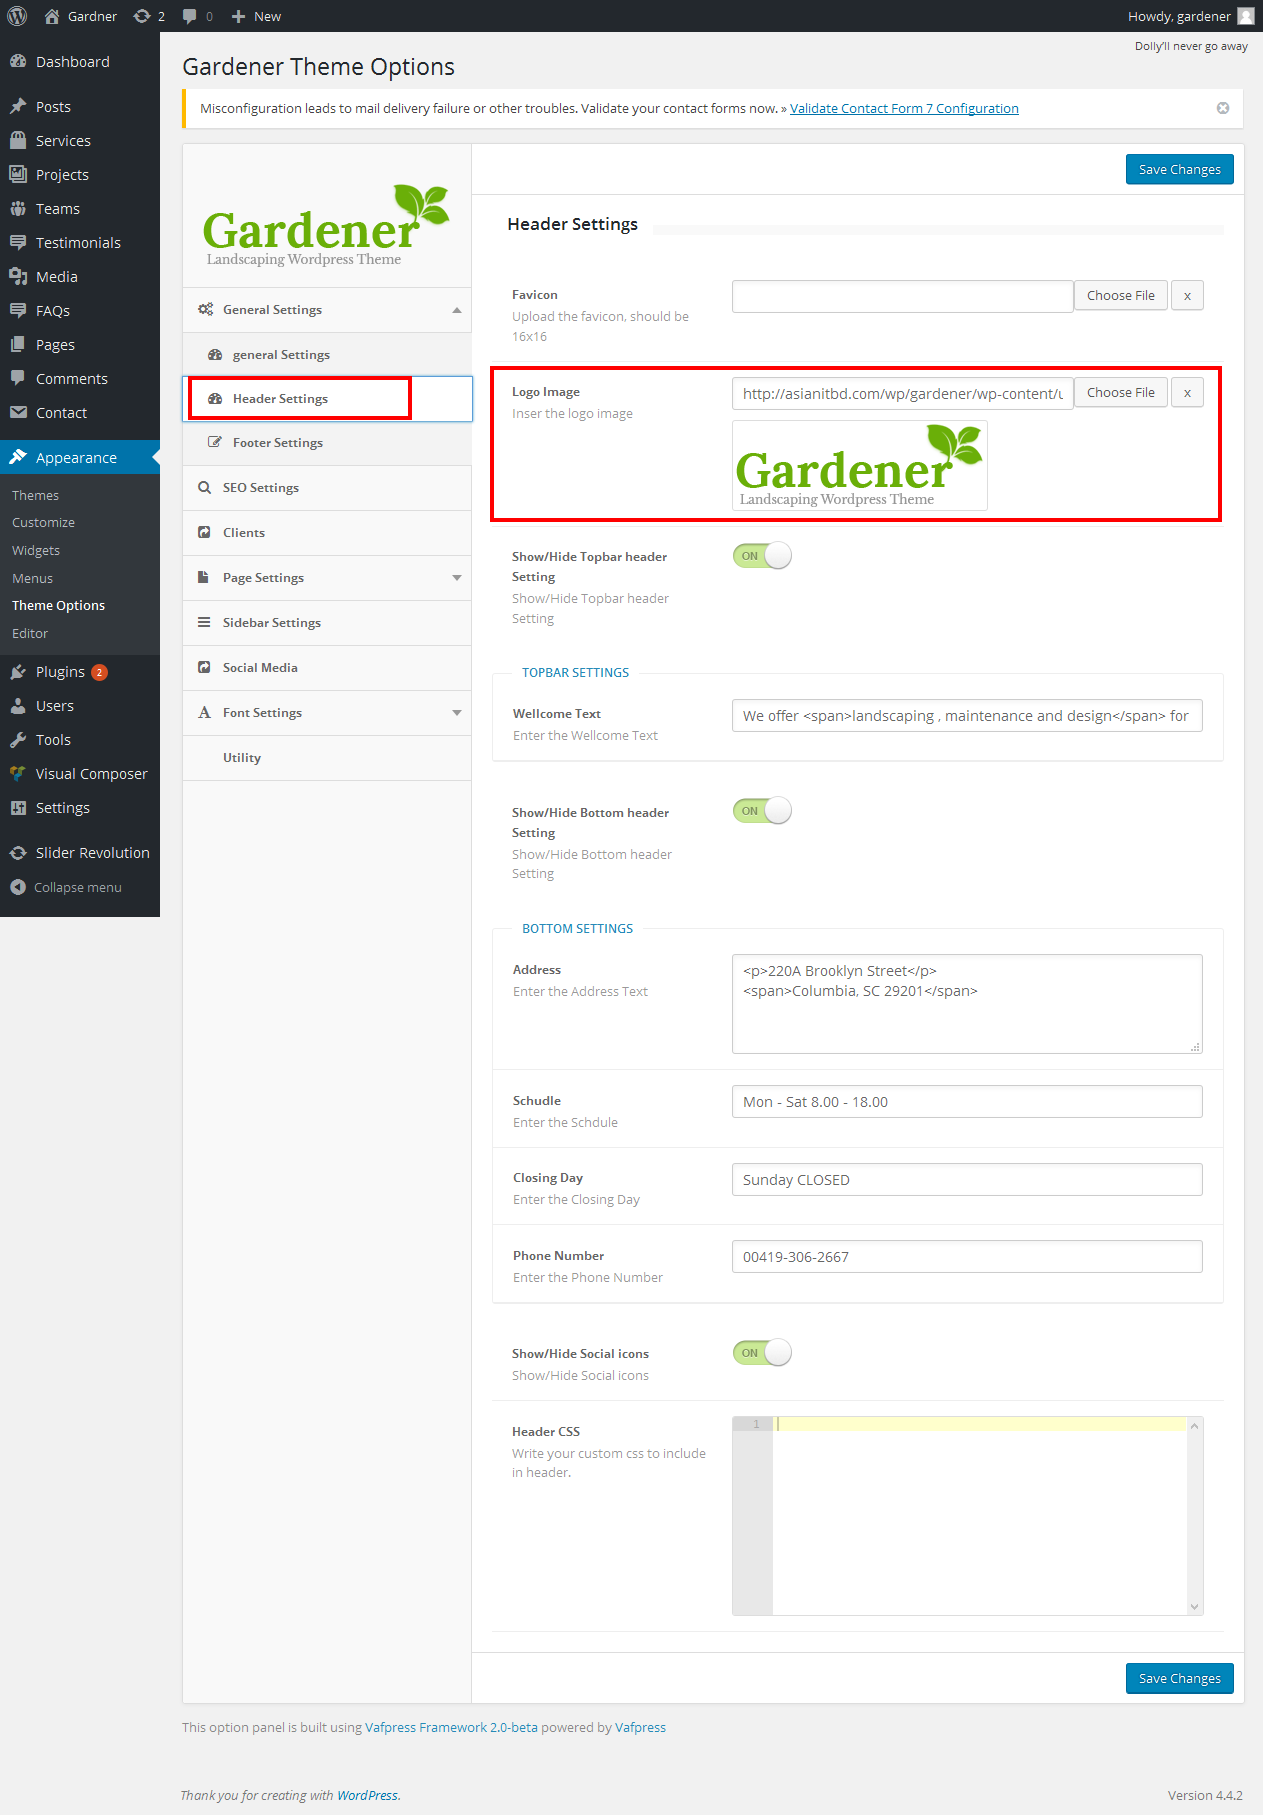 Gardner
2
0
New
Howdy, gardener
Dolly'll never go away
Dashboard
Posts
Services
Projects
Teams
Testimonials
Media
FAQs
Pages
Comments
Contact
Appearance
Themes
Customize
Widgets
Menus
Theme Options
Editor
Plugins 2
Users
Tools
Visual Composer
Settings
Slider Revolution
Collapse menu
Gardener Theme Options
Misconfiguration leads to mail delivery failure or other troubles. Validate your contact forms now. » Validate Contact Form 7 Configuration
Gardener
Landscaping Wordpress Theme
General Settings
general Settings
Header Settings
Footer Settings
SEO Settings
Clients
Page Settings
Sidebar Settings
Social Media
Font Settings
Utility
Save Changes
Header Settings
Favicon
Upload the favicon, should be
16x16
Choose File
x
Logo Image
Inser the logo image
http://asianitbd.com/wp/gardener/wp-content/u
Choose File
x
Gardener
Landscaping Wordpress Theme
Show/Hide Topbar header
Setting
Show/Hide Topbar header
Setting
ON
TOPBAR SETTINGS
Wellcome Text
Enter the Wellcome Text
We offer <span>landscaping , maintenance and design</span> for
Show/Hide Bottom header
Setting
Show/Hide Bottom header
Setting
ON
BOTTOM SETTINGS
Address
Enter the Address Text
<p>220A Brooklyn Street</p>
<span>Columbia, SC 29201</span>
Schudle
Enter the Schdule
Mon - Sat 8.00 - 18.00
Closing Day
Enter the Closing Day
Sunday CLOSED
Phone Number
Enter the Phone Number
00419-306-2667
Show/Hide Social icons
Show/Hide Social icons
ON
Header CSS
Write your custom css to include
in header.
1
Save Changes
This option panel is built using Vafpress Framework 2.0-beta powered by Vafpress
Thank you for creating with WordPress.
Version 4.4.2